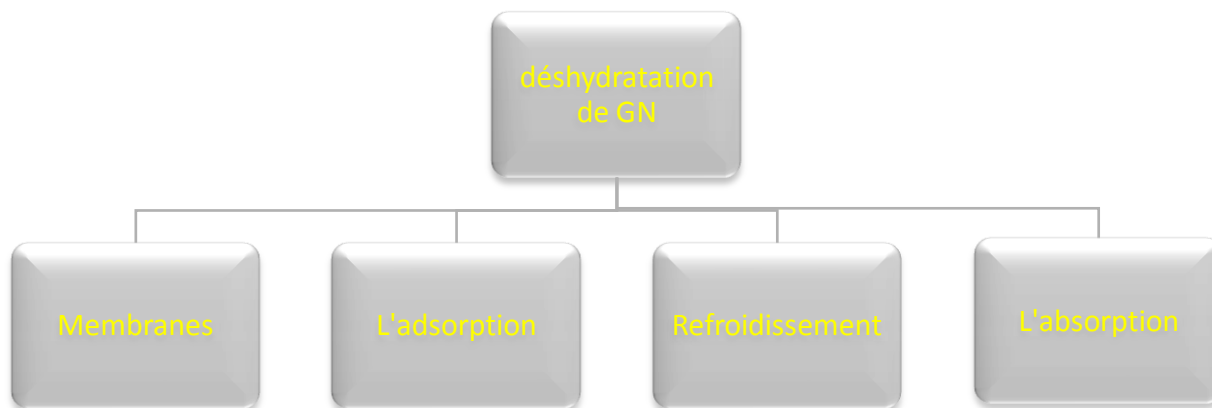 déshydratation
de GN
Membranes
L'adsorption
Refroidissement
L'absorption